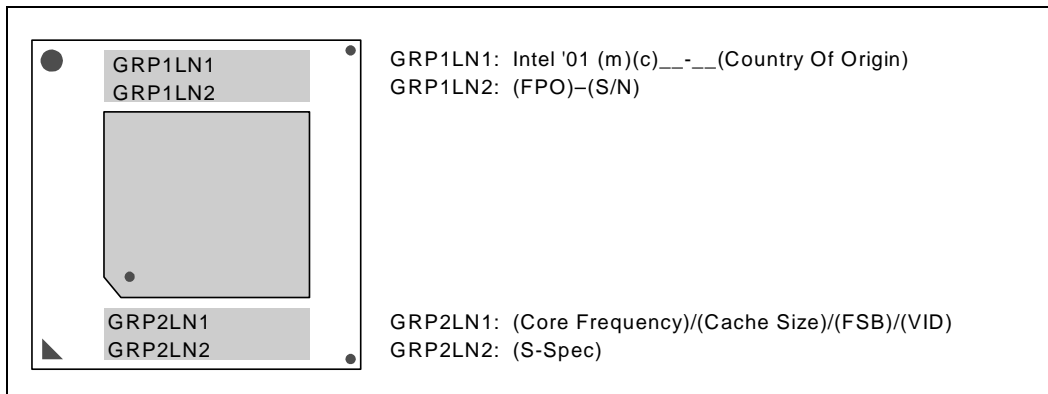 GRP1LN1
GRP1LN2
GRP1LN1: Intel '01 (m)(c)__-__(Country Of Origin)
GRP1LN2: (FPO)–(S/N)
GRP2LN1
GRP2LN2
GRP2LN1: (Core Frequency)/(Cache Size)/(FSB)/(VID)
GRP2LN2: (S-Spec)